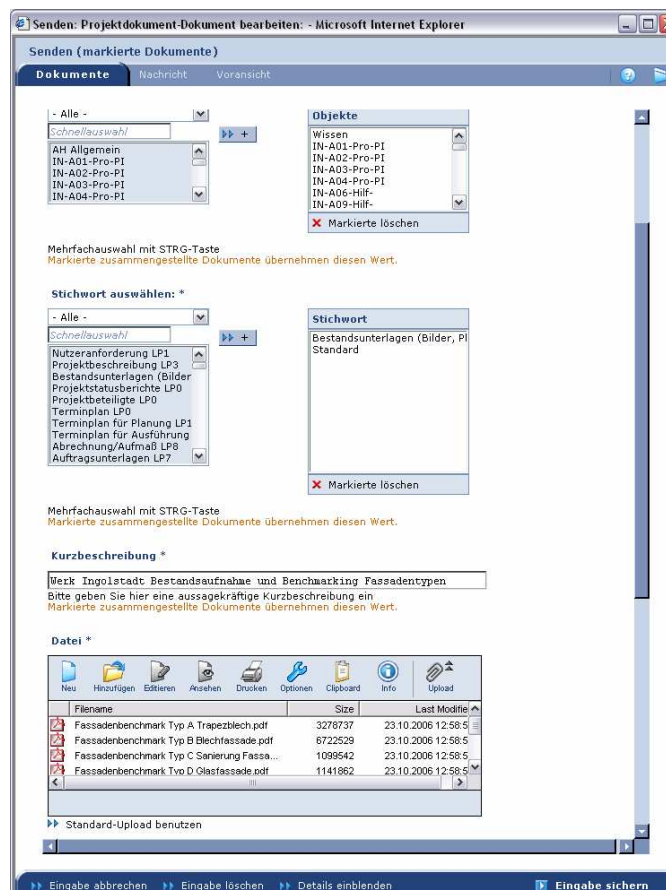 Senden: Projektdokument-Dokument bearbeiten: - Microsoft Internet Explorer
Senden (markierte Dokumente)
Dokumente Nachricht Voransicht
- Alle -
Schnellauswahl
+
AH Allgemein
IN-A01-Pro-PI
IN-A02-Pro-PI
IN-A03-Pro-PI
IN-A04-Pro-PI
Objekte
Wissen
IN-A01-Pro-PI
IN-A02-Pro-PI
IN-A03-Pro-PI
IN-A04-Pro-PI
IN-A06-Hilf-
IN-A09-Hilf-
Markierte löschen
Mehrfachauswahl mit STRG-Taste
Markierte zusammengestellte Dokumente übernehmen diesen Wert.
Stichwort auswählen: *
- Alle -
Schnellauswahl
+
Nutzeranforderung LP1
Projektbeschreibung LP3
Bestandsunterlagen (Bilder
Projektstatusberichte LP0
Projektbeteiligte LP0
Terminplan LP0
Terminplan für Planung LP1
Terminplan für Ausführung
Abrechnung/Aufmaß LP8
Auftragsunterlagen LP7
Stichwort
Bestandsunterlagen (Bilder, Pl
Standard
Markierte löschen
Mehrfachauswahl mit STRG-Taste
Markierte zusammengestellte Dokumente übernehmen diesen Wert.
Kurzbeschreibung *
Werk Ingolstadt Bestandsaufnahme und Benchmarking Fassadentypen
Bitte geben Sie hier eine aussagekräftige Kurzbeschreibung ein
Markierte zusammengestellte Dokumente übernehmen diesen Wert.
Datei *
Neu Hinzufügen Editieren Ansehen Drucken Optionen Clipboard Info Upload
Filename Size Last Modifie
Fassadenbenchmark Typ A Trapezblech.pdf 3278737 23.10.2006 12:58:5
Fassadenbenchmark Typ B Blechfassade.pdf 6722529 23.10.2006 12:58:5
Fassadenbenchmark Typ C Sanierung Fassa... 1099542 23.10.2006 12:58:5
Fassadenbenchmark Typ D Glasfassade.pdf 1141862 23.10.2006 12:58:5
Standard-Upload benutzen
Eingabe abbrechen Eingabe löschen Details einblenden Eingabe sichern